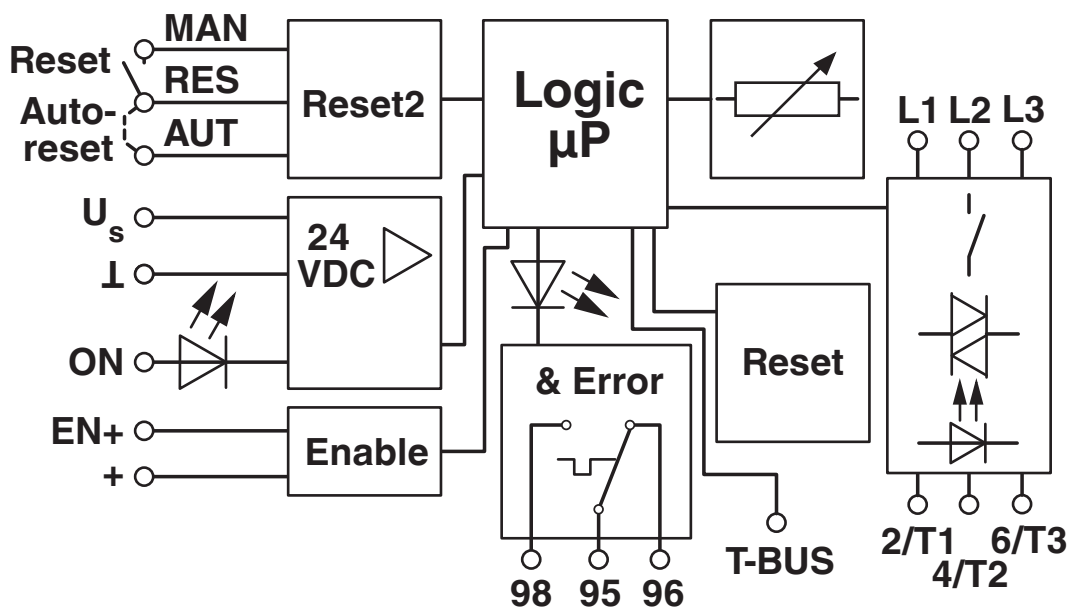 MAN
Reset
RES
Auto-
reset
AUT
Reset2
Logic
µP
L1 L2 L3
Us
⊥
24
VDC
ON
EN+
+
Enable
& Error
Reset
98 95 96
T-BUS
2/T1 6/T3
4/T2